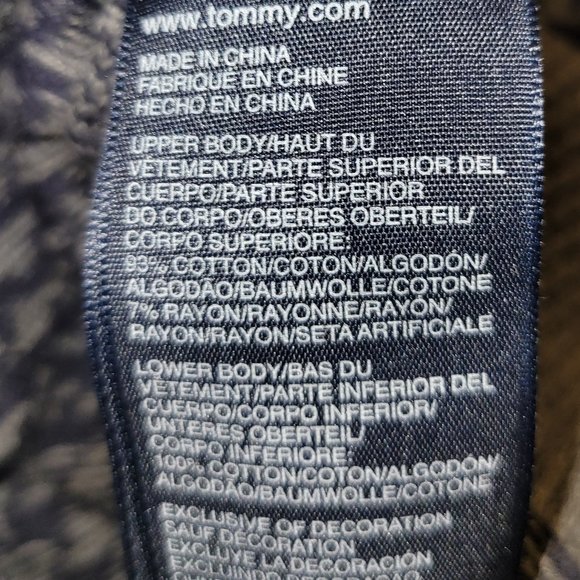 www.tommy.com
MADE IN CHINA
FABRIQUÉ EN CHINE
HECHO EN CHINA
UPPER BODY/HAUT DU
VÊTEMENT/PARTE SUPERIOR DEL
CUERPO/PARTE SUPERIOR
DO CORPO/OBERES OBERTEIL/
CORPO SUPERIORE:
93% COTTON/COTON/ALGODÓN/
ALGODÃO/BAUMWOLLE/COTONE
7% RAYON/RAYONNE/RAYÓN/
RAYON/RAYON/SETA ARTIFICIALE
LOWER BODY/BAS DU
VÊTEMENT/PARTE INFERIOR DEL
CUERPO/CORPO INFERIOR/
UNTERES OBERTEIL/
CORPO INFERIORE:
100% COTTON/COTON/ALGODÓN/
ALGODÃO/BAUMWOLLE/COTONE
EXCLUSIVE OF DECORATION
SAUF DÉCORATION
EXCLUYE LA DECORACIÓN
EXCLUINDO